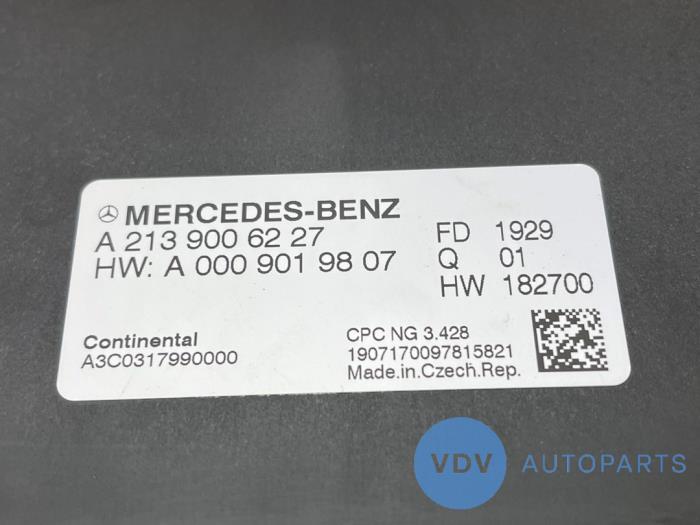 MERCEDES-BENZ
A 213 900 62 27
HW: A 000 901 98 07
FD 1929
Q 01
HW 182700
Continental
A3C0317990000
CPC NG 3.428
1907170097815821
Made.in.Czech.Rep.
VDV AUTOPARTS